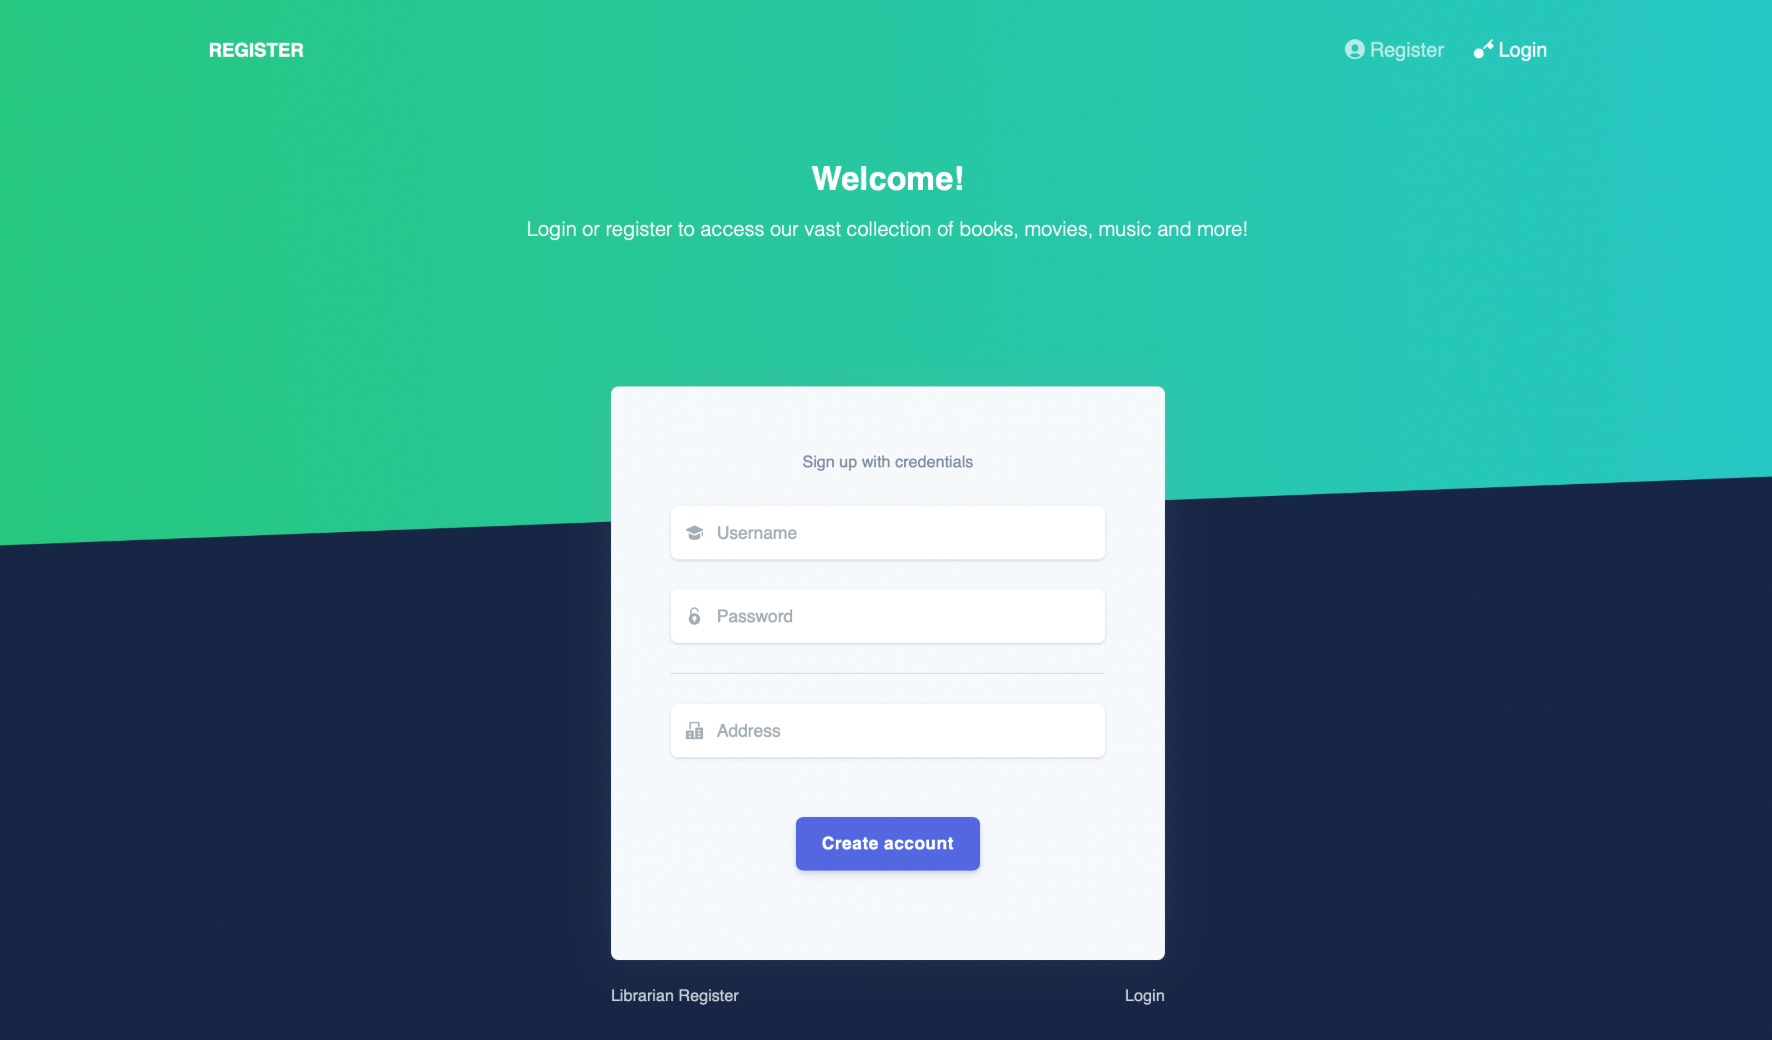 REGISTER
Register
Login
Welcome!
Login or register to access our vast collection of books, movies, music and more!
Sign up with credentials
Username
Password
Address
Create account
Librarian Register
Login